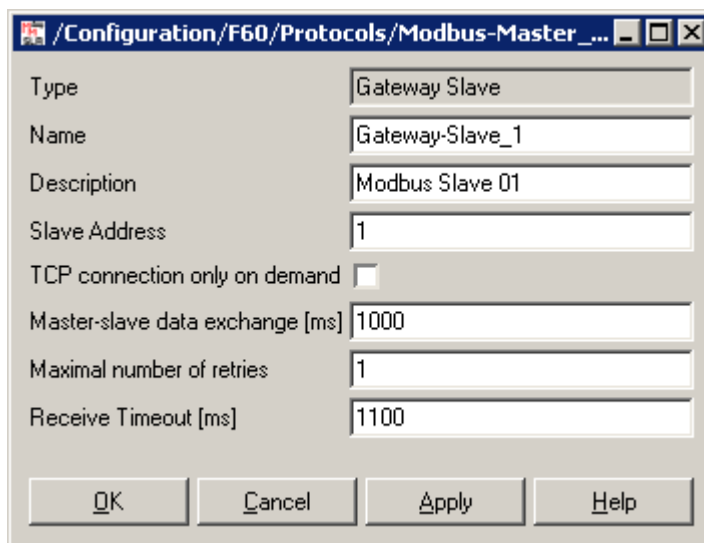 /Configuration/F60/Protocols/Modbus-Master_...
Type Gateway Slave
Name Gateway-Slave_1
Description Modbus Slave 01
Slave Address 1
TCP connection only on demand
Master-slave data exchange [ms] 1000
Maximal number of retries 1
Receive Timeout [ms] 1100
OK Cancel Apply Help